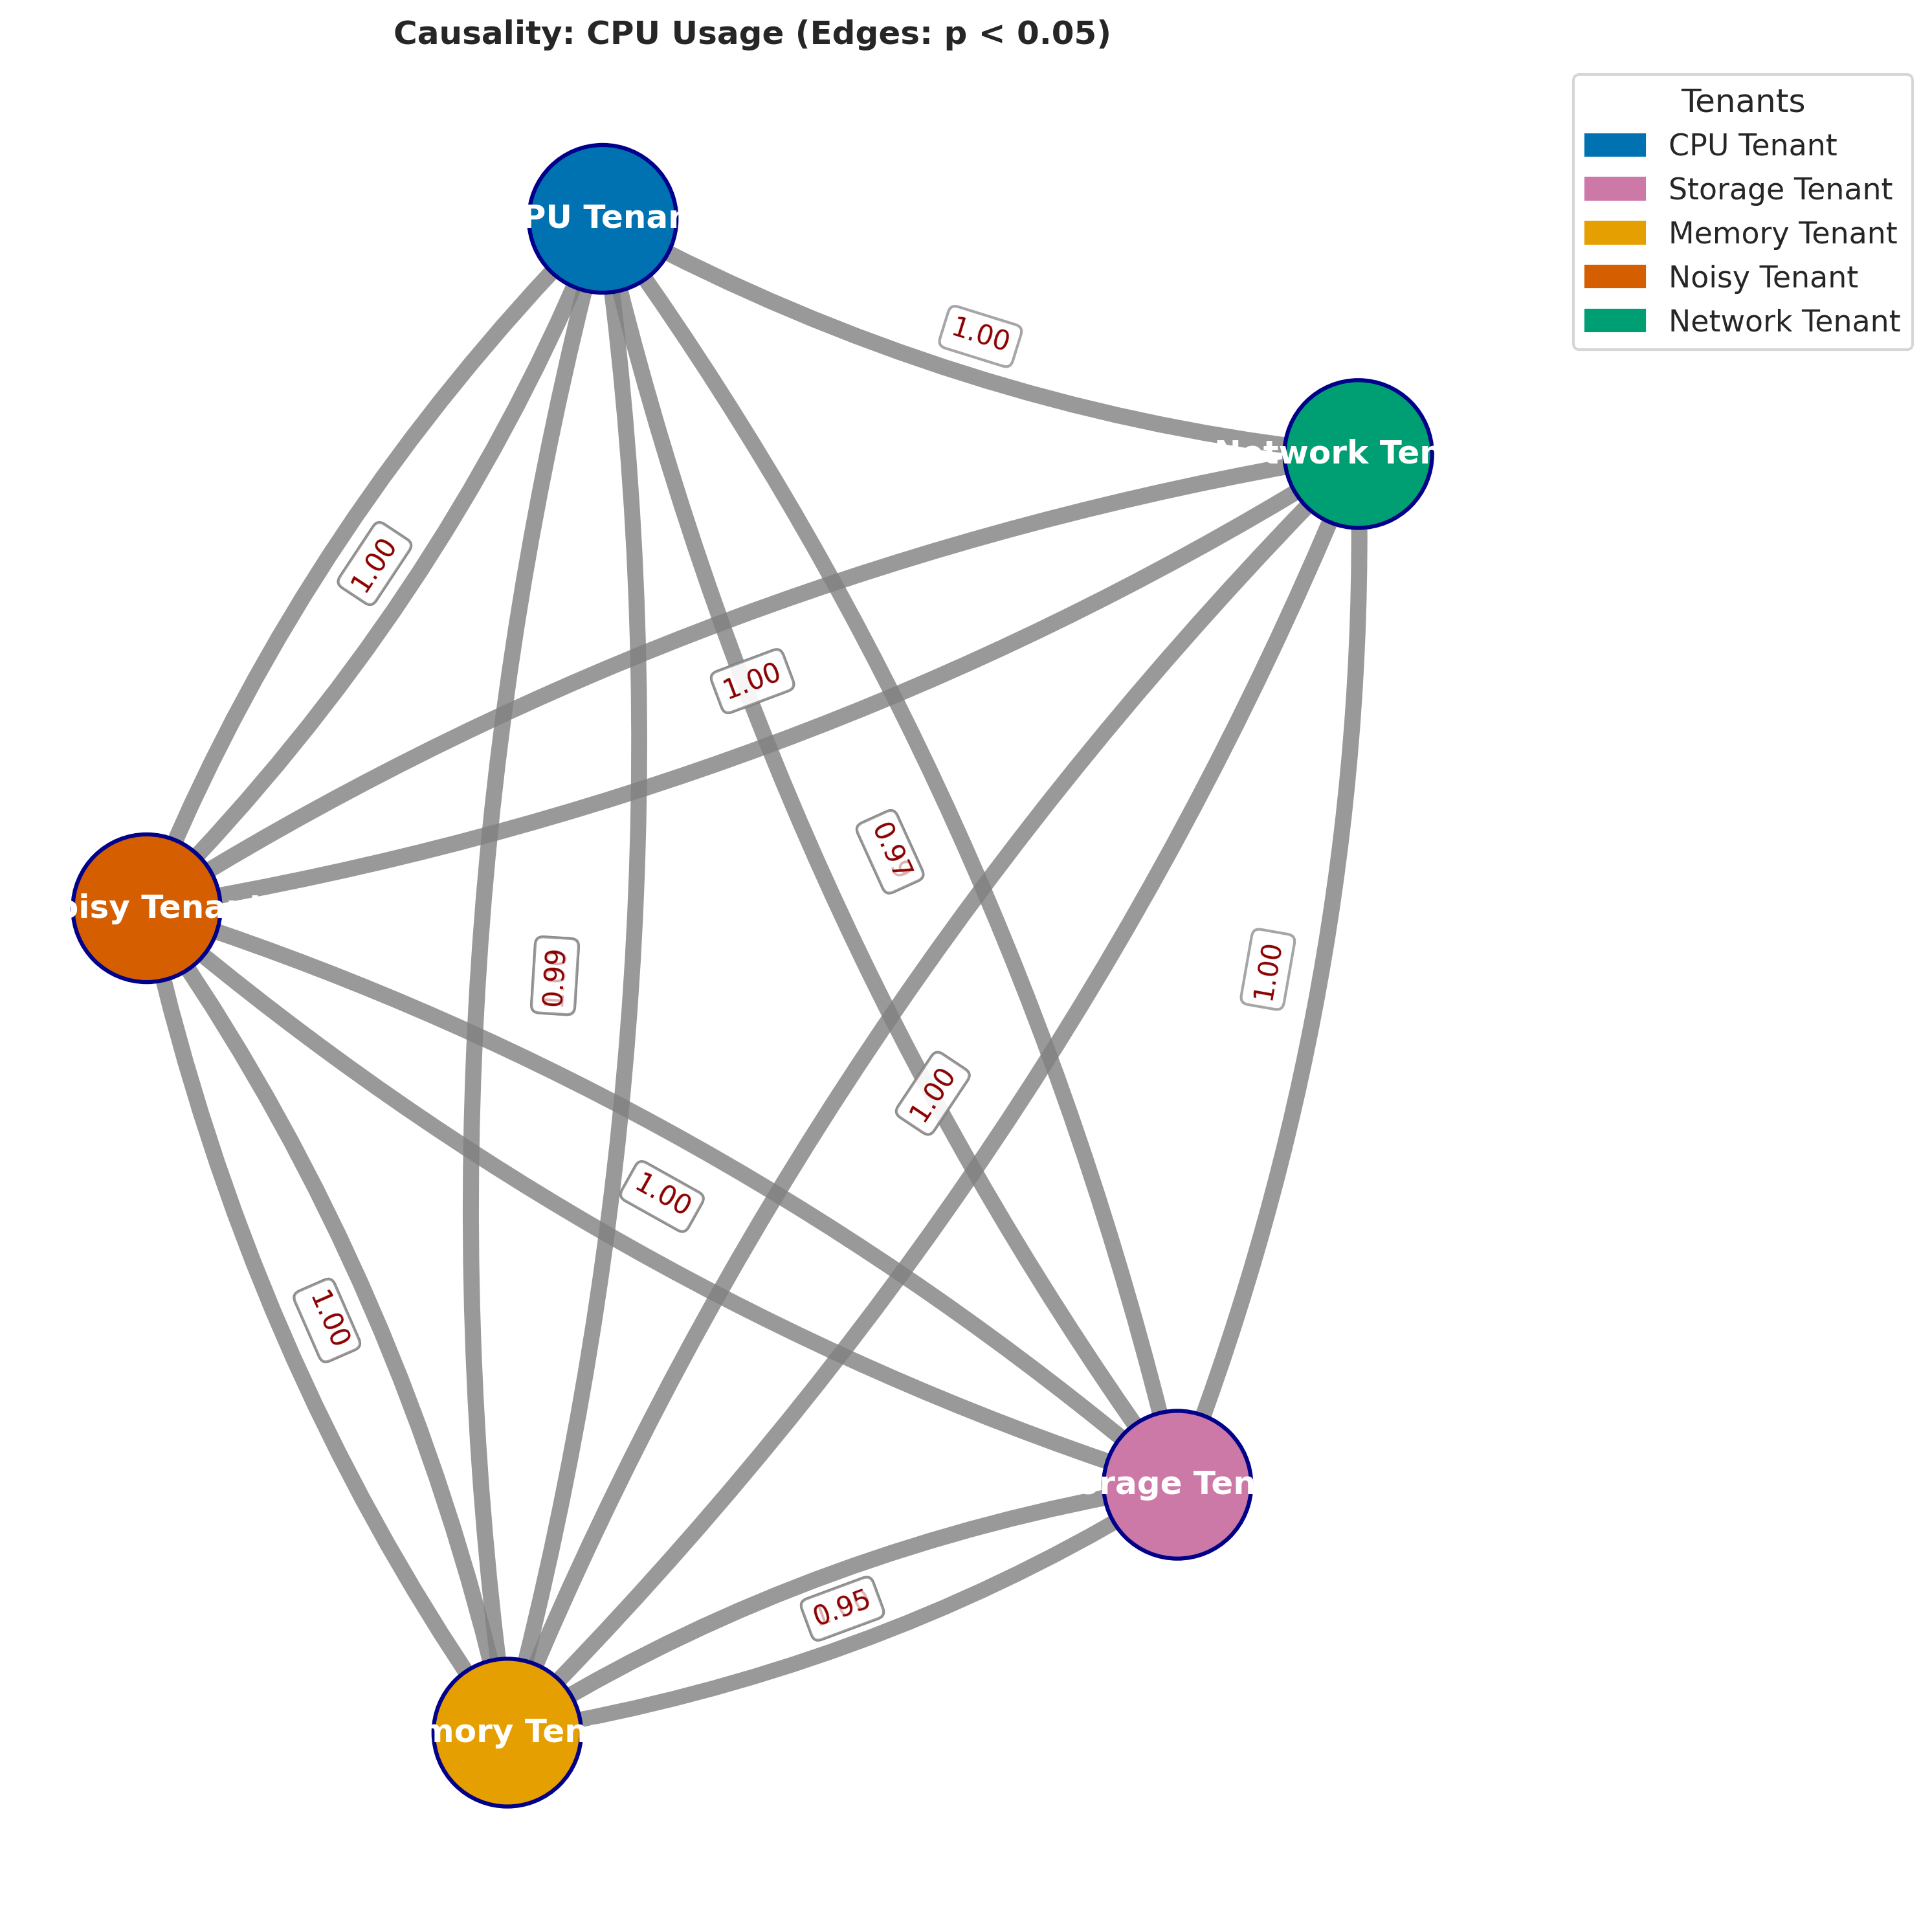 Causality: CPU Usage (Edges: p < 0.05)
Tenants
CPU Tenant
Storage Tenant
Memory Tenant
Noisy Tenant
Network Tenant
PU Tenan
1.00
Network Ten
1.00
1.00
0.97
oisy Tena
0.99
1.00
1.00
1.00
1.00
rage Ten
0.95
mory Ten